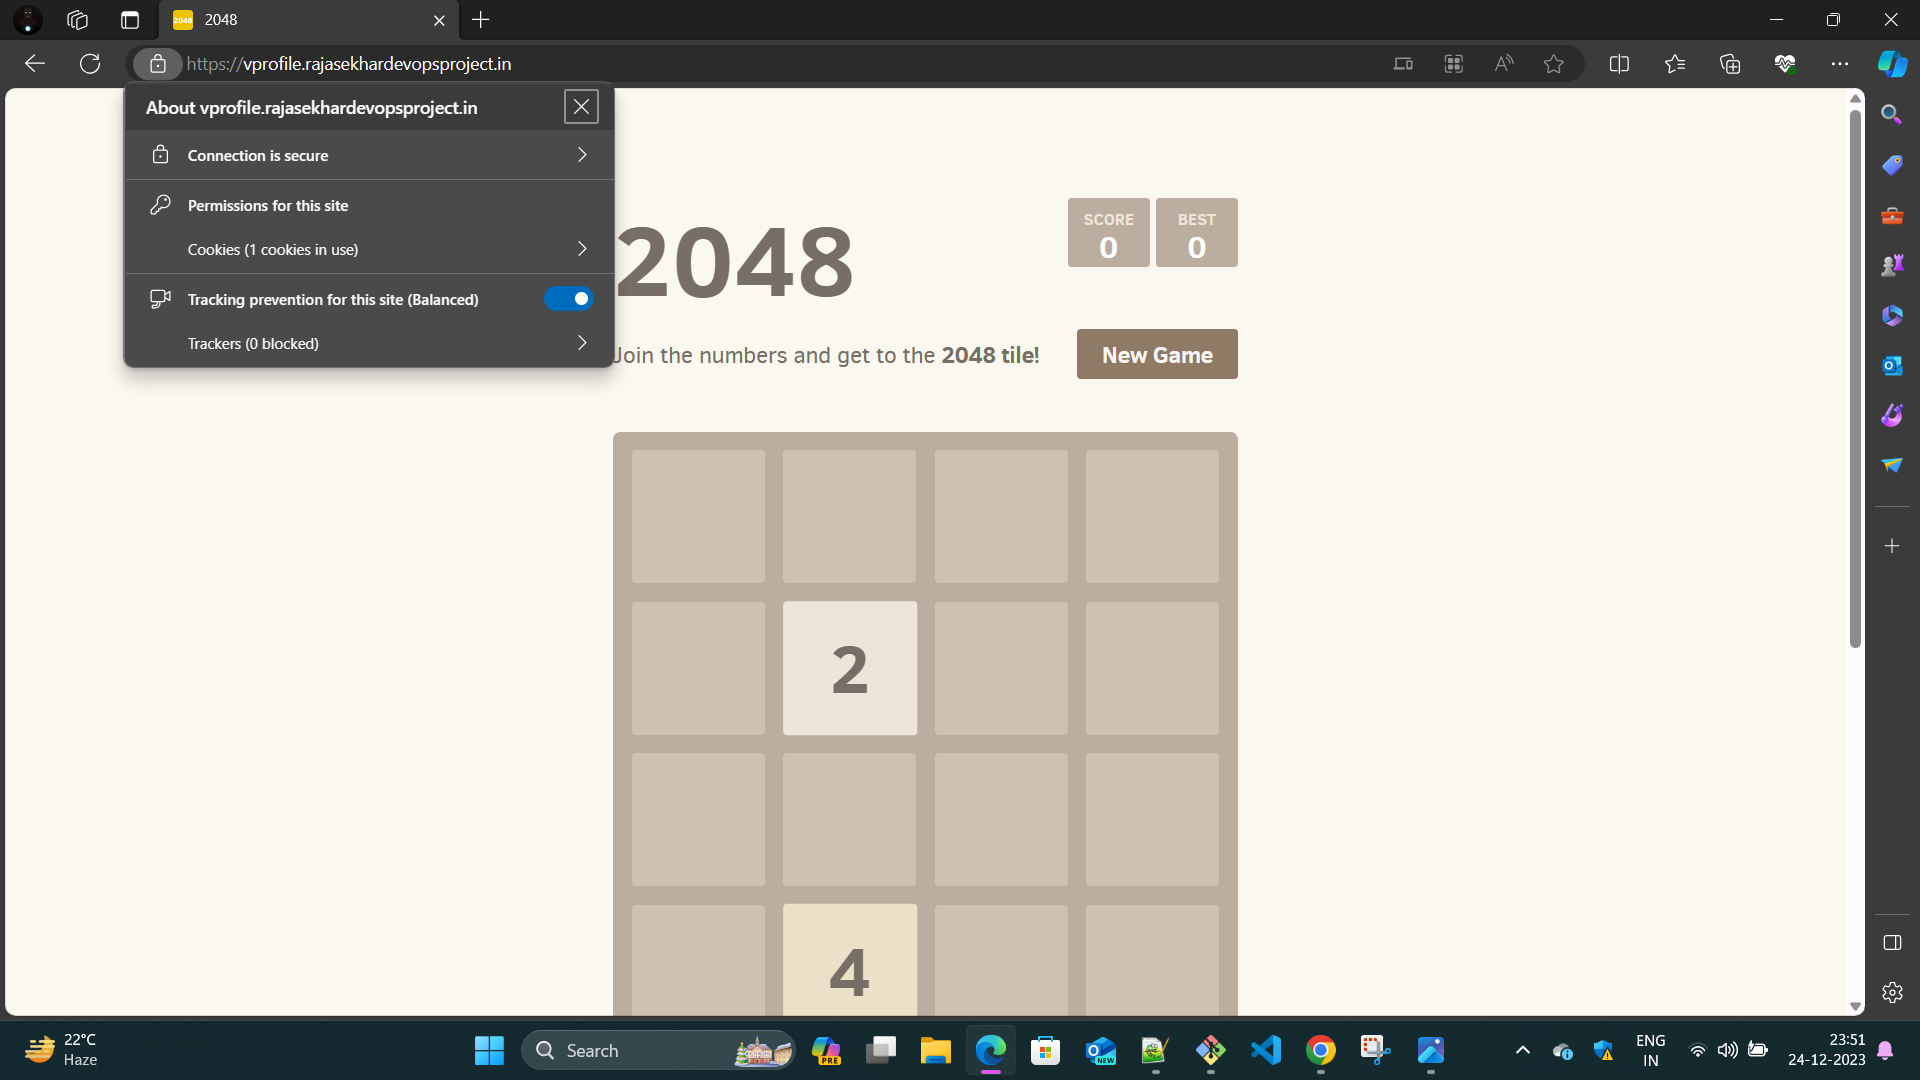 2048
2048
https://vprofile.rajasekhardevopsproject.in
About vprofile.rajasekhardevopsproject.in
Connection is secure
Permissions for this site
Cookies (1 cookies in use)
Tracking prevention for this site (Balanced)
Trackers (0 blocked)
2048
SCORE
0
BEST
0
Join the numbers and get to the 2048 tile!
New Game
2
4
22°C
Haze
Search
PRE
NEW
ENG
IN
23:51
24-12-2023